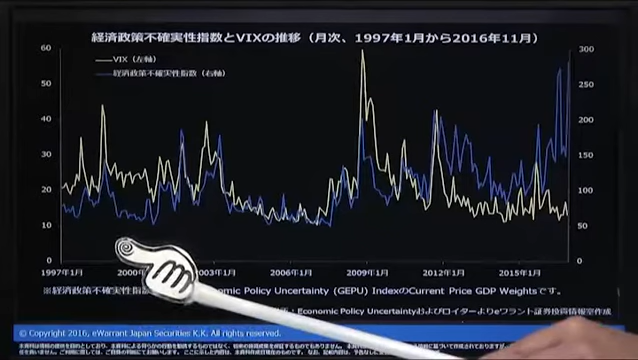 経済政策不確実性指数とVIXの推移（月次、1997年1月から2016年11月）
60
50
40
30
20
10
0
300
250
200
150
100
50
0
VIX（左軸）
経済政策不確実性指数（右軸）
1997年1月
2000年
2003年1月
2006年1月
2009年1月
2012年1月
2015年1月
※経済政策不確実性指数
Economic Policy Uncertainty (GEPU) IndexのCurrent Price GDP Weightsです。
Economic Policy UncertaintyおよびロイターよりeワラントE証券投資情報室作成
© Copyright 2016, eWarrant Japan Securities K.K. All rights reserved.